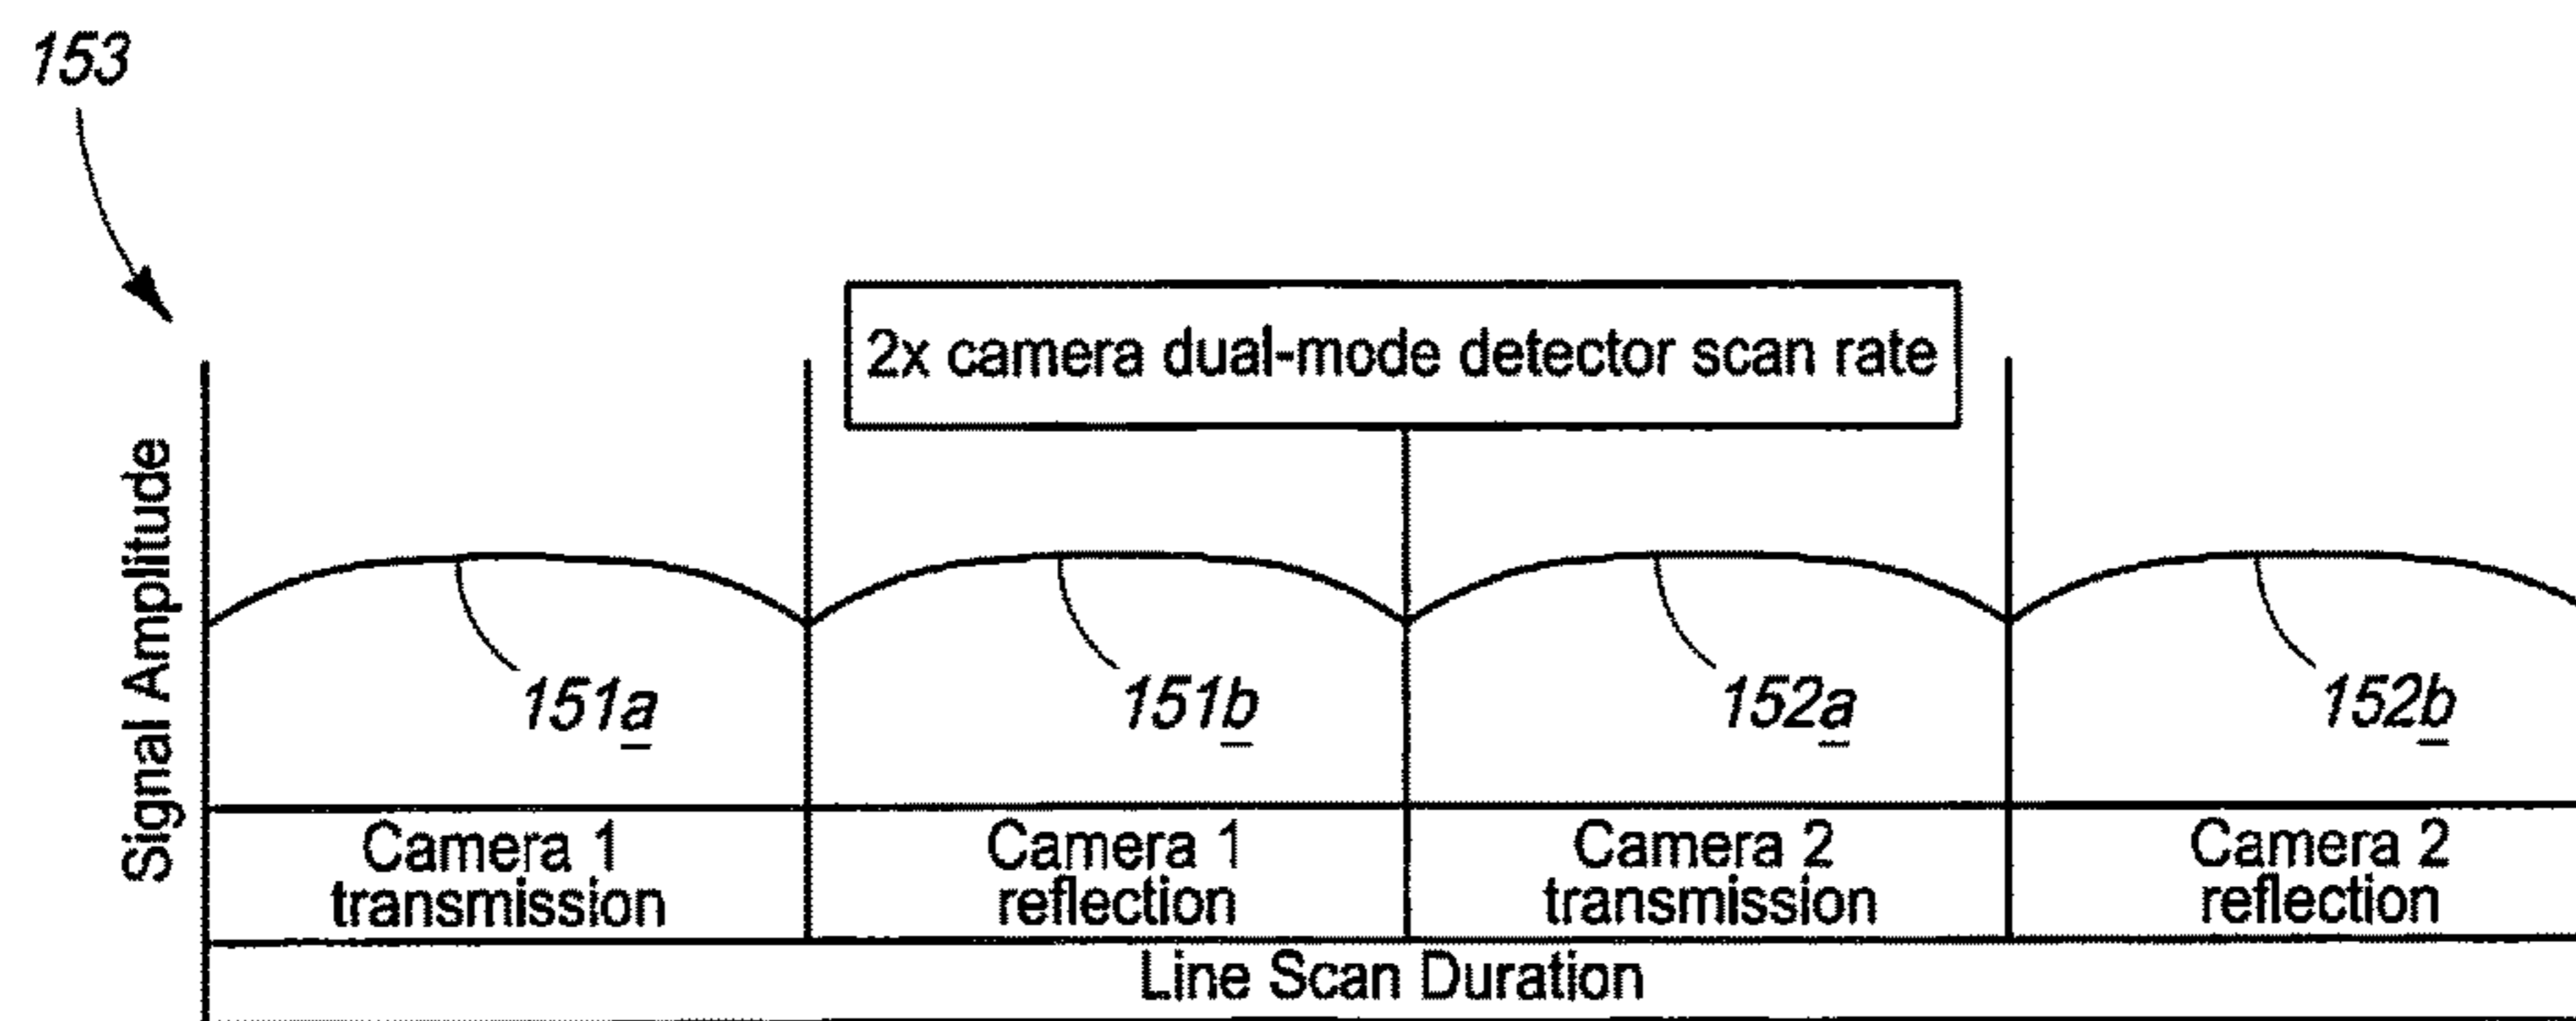 153
2x camera dual-mode detector scan rate
Signal Amplitude
151a
151b
152a
152b
Camera 1
transmission
Camera 1
reflection
Camera 2
transmission
Camera 2
reflection
Line Scan Duration